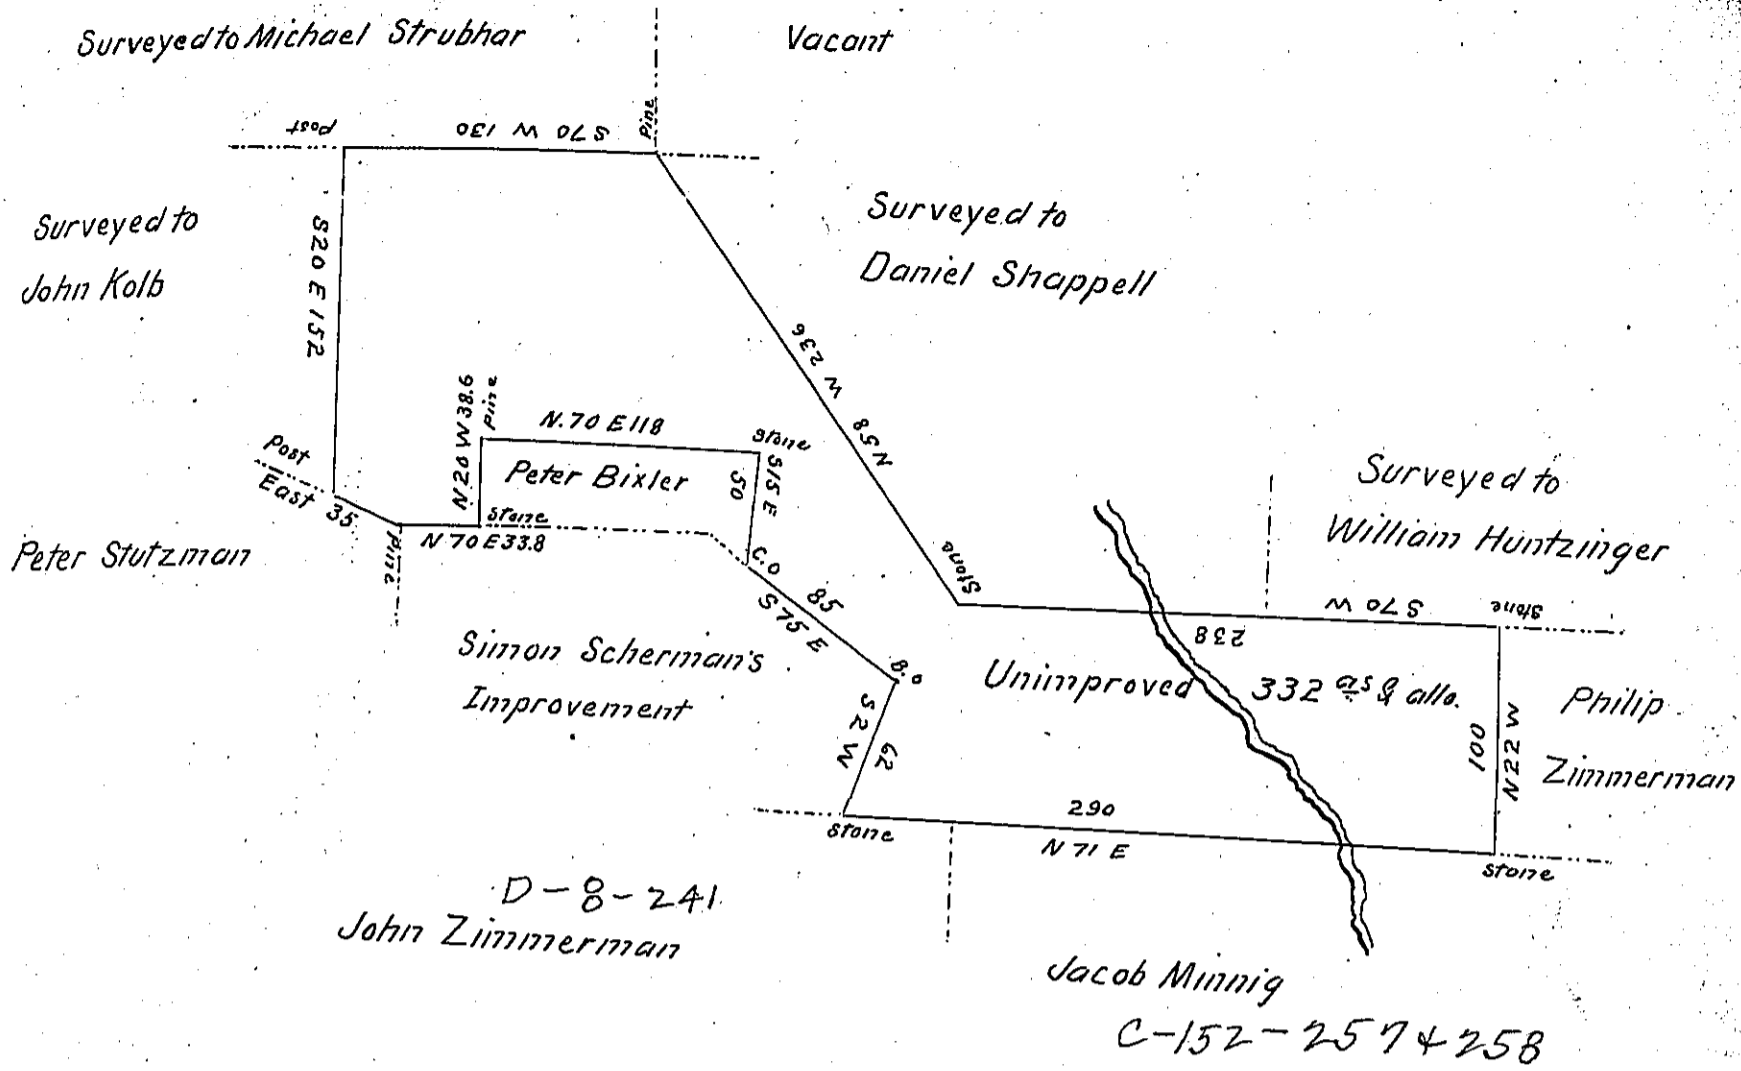 Surveyed to Michael Strubhar
Vacant
Post
S 70 W 130
Pine
Surveyed to
John Kolb
S 20 E 152
Surveyed to
Daniel Shappell
N 58 W 236
N 20 W 38.6
Pine
N. 70 E 118
Stone
Peter Bixler
S 15 E
50
Post
East 35
Stone
N 70 E 33.8
Pine
C.O
Peter Stutzman
85
S 75 E
Stone
Surveyed to
William Huntzinger
S 70 W
Stone
238
Simon Scherman's
Improvement
B.O
S 2 W
62
Unimproved
332 as & allo.
N 22 W
100
Philip
Zimmerman
290
Stone
N 71 E
Stone
D-8-241
John Zimmerman
Jacob Minnig
C-152-257 & 258